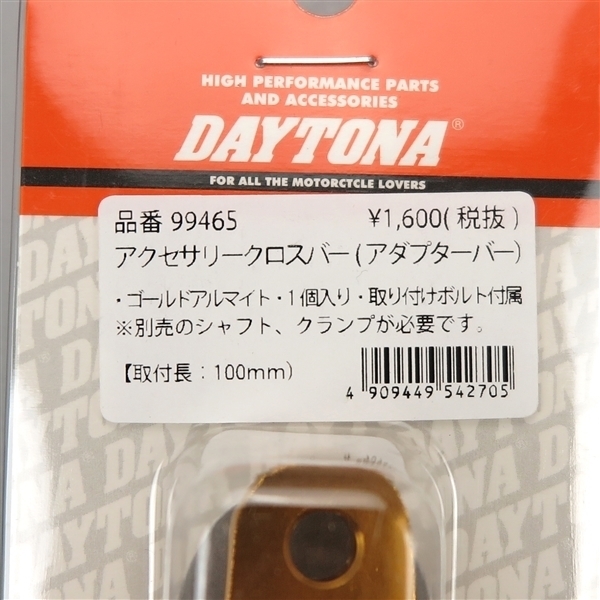 HIGH PERFORMANCE PARTS
AND ACCESSORIES
DAYTONA®
FOR ALL THE MOTORCTCLE LOVERS
品番 99465 ¥1,600(税抜)
アクセサリークロスバー(アダプターバー)
・ゴールドアルマイト・1個入り・取り付けボルト付属
※別売のシャフト、クランプが必要です。
【取付長：100mm）
4 909449 542705
DAYTONA
DAYTONA
DAYTONA